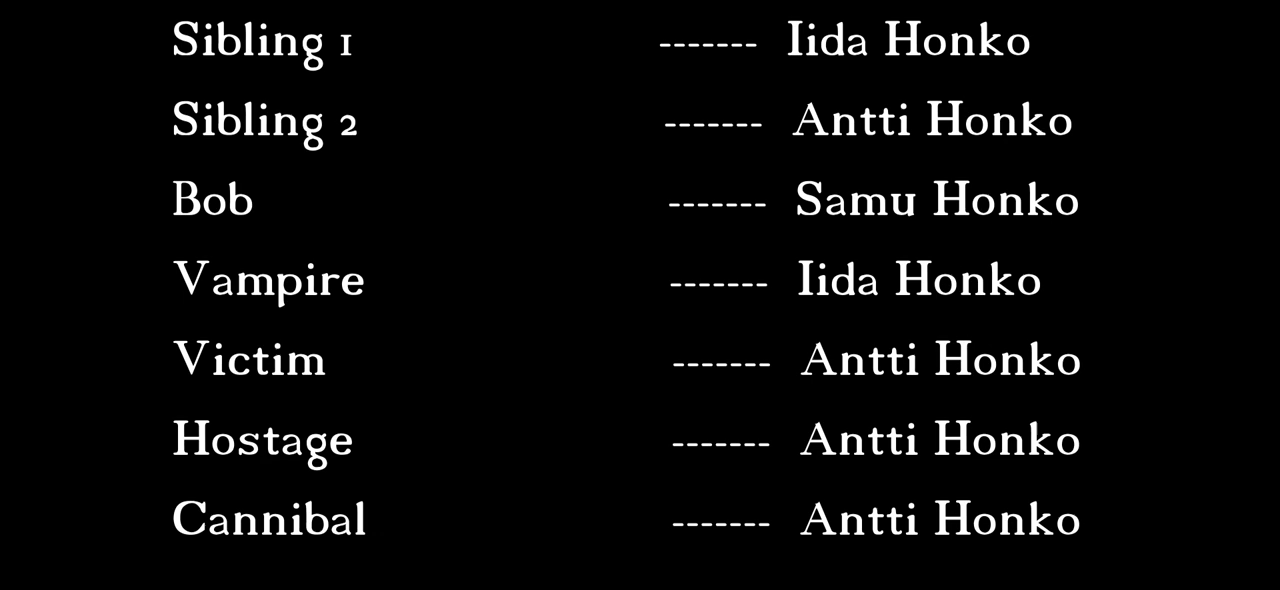 Sibling 1 ------- Iida Honko
Sibling 2 ------- Antti Honko
Bob ------- Samu Honko
Vampire ------- Iida Honko
Victim ------- Antti Honko
Hostage ------- Antti Honko
Cannibal ------- Antti Honko